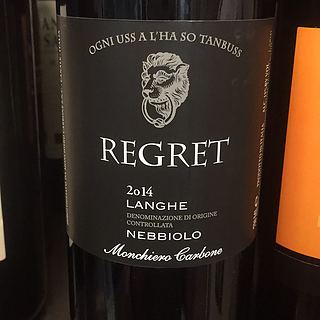 OGNI USS A L'HA SO TANBUSS
REGRET
2014
LANGHE
DENOMINAZIONE DI ORIGINE
CONTROLLATA
NEBBIOLO
Monchiero Carbone